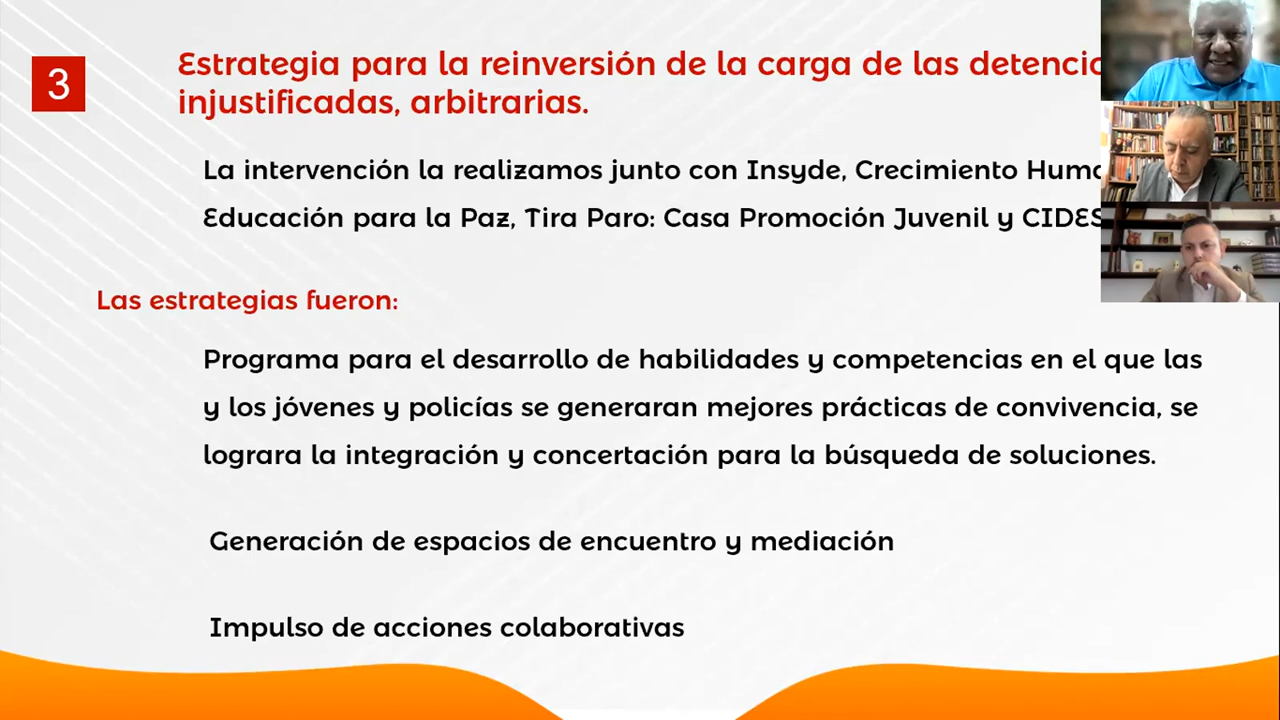 3
Estrategia para la reinversión de la carga de las
injustificadas, arbitrarias.
La intervención la realizamos junto con Insyde, Crecimiento
Educación para la Paz, Tira Paro: Casa Promoción Juvenil y
Las estrategias fueron:
Programa para el desarrollo de habilidades y competencias en el que las
y los jóvenes y policías se generaran mejores prácticas de convivencia, se
lograra la integración y concertación para la búsqueda de soluciones.
Generación de espacios de encuentro y mediación
Impulso de acciones colaborativas